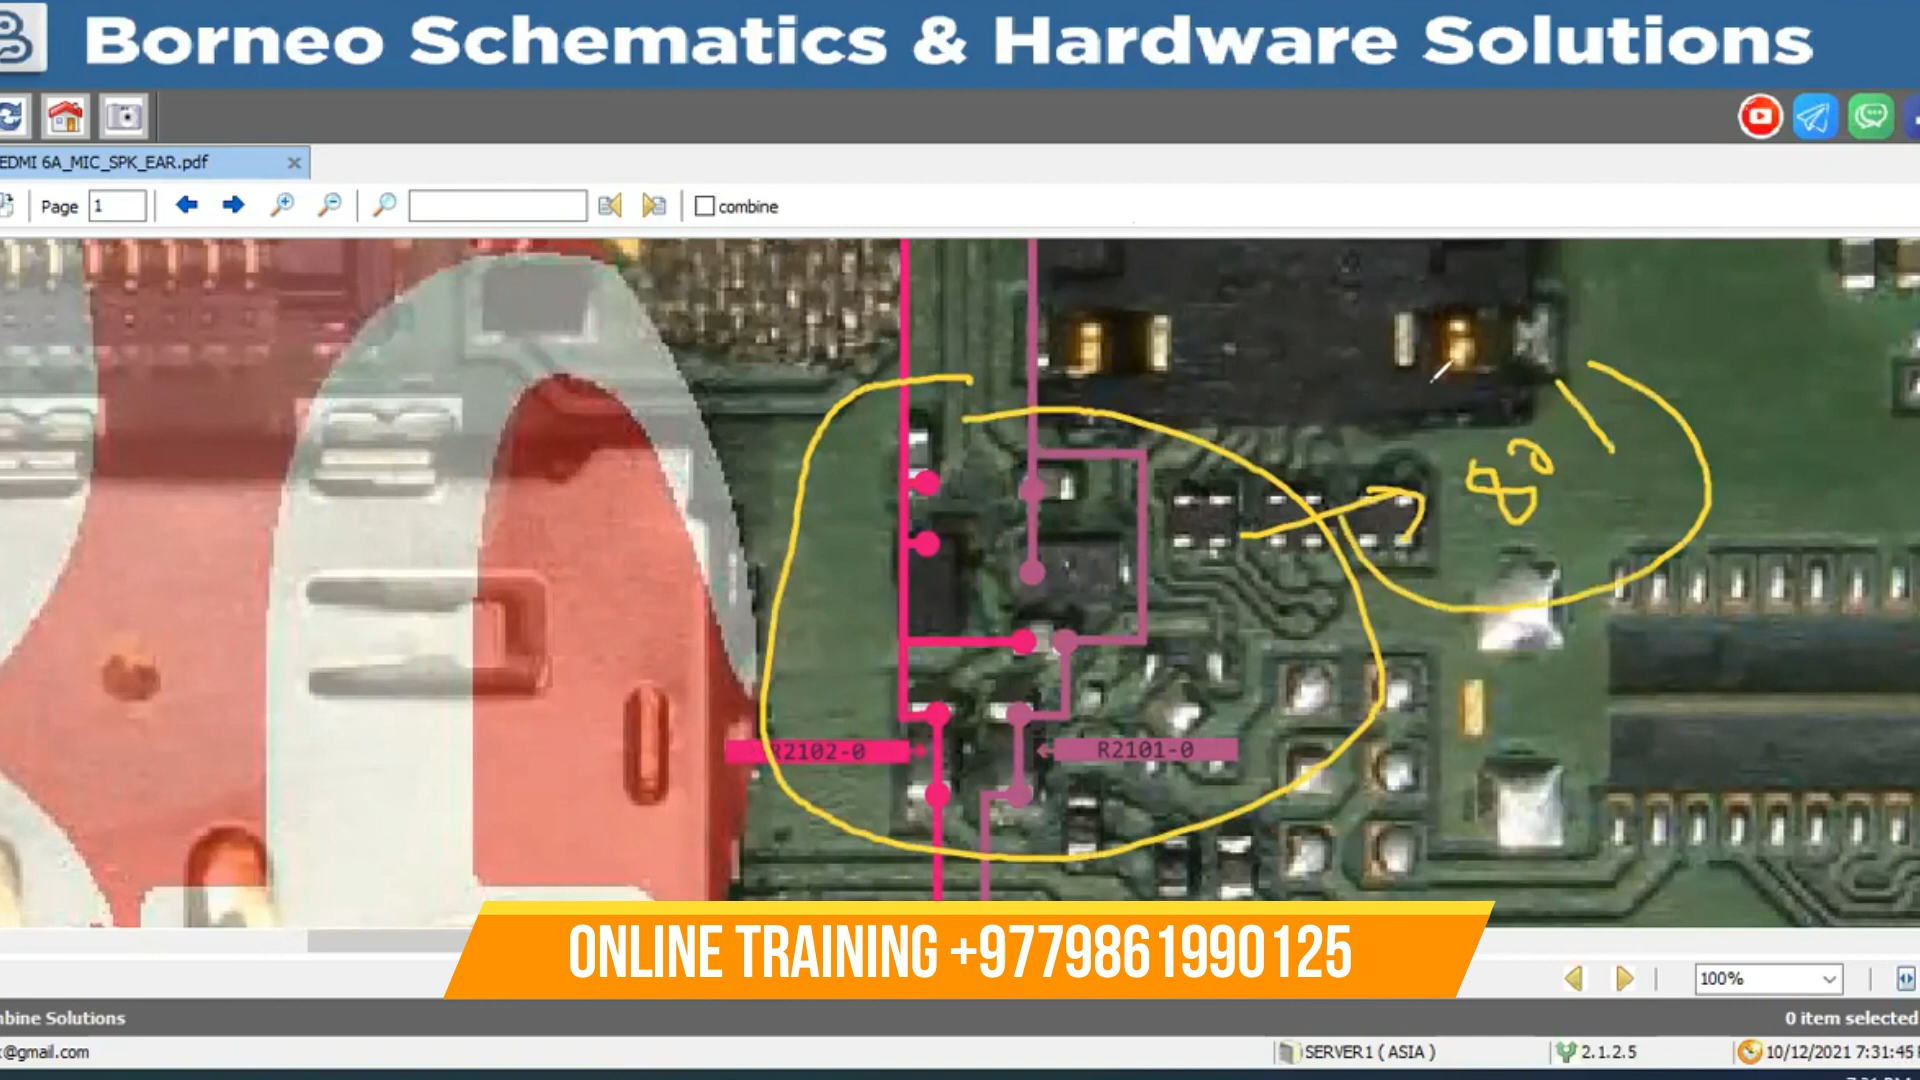 Borneo Schematics & Hardware Solutions
EDMI 6A_MIC_SPK_EAR.pdf
Page 1
combine
R2102-0
R2101-0
ONLINE TRAINING +9779861990125
100%
bine Solutions
0 item selected
@gmail.com
SERVER1 ( ASIA )
2.1.2.5
10/12/2021 7:31:45